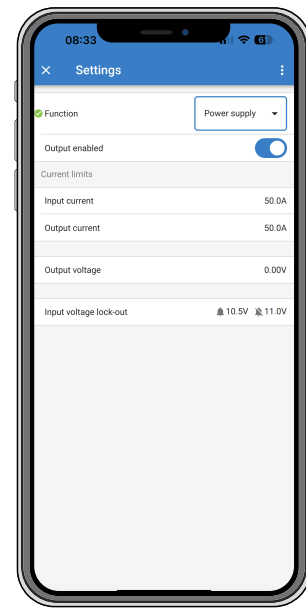 08:33 61
× Settings
Function Power supply
Output enabled
Current limits
Input current 50.0A
Output current 50.0A
Output voltage 0.00V
Input voltage lock-out 10.5V 11.0V